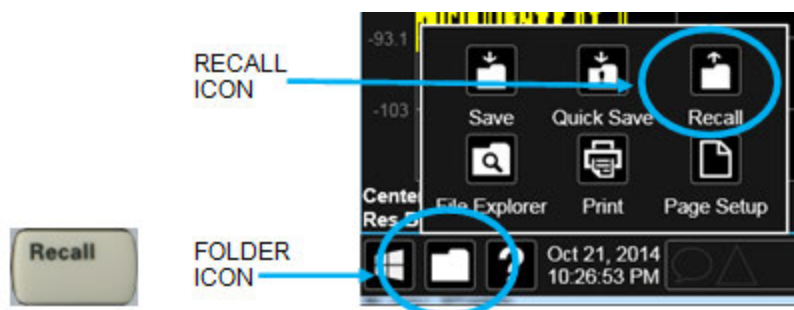 -93.1
RECALL
ICON
-103
Save Quick Save Recall
File Explorer Print Page Setup
Cente
Res B
Recall
FOLDER
ICON
?
Oct 21, 2014
10:26:53 PM